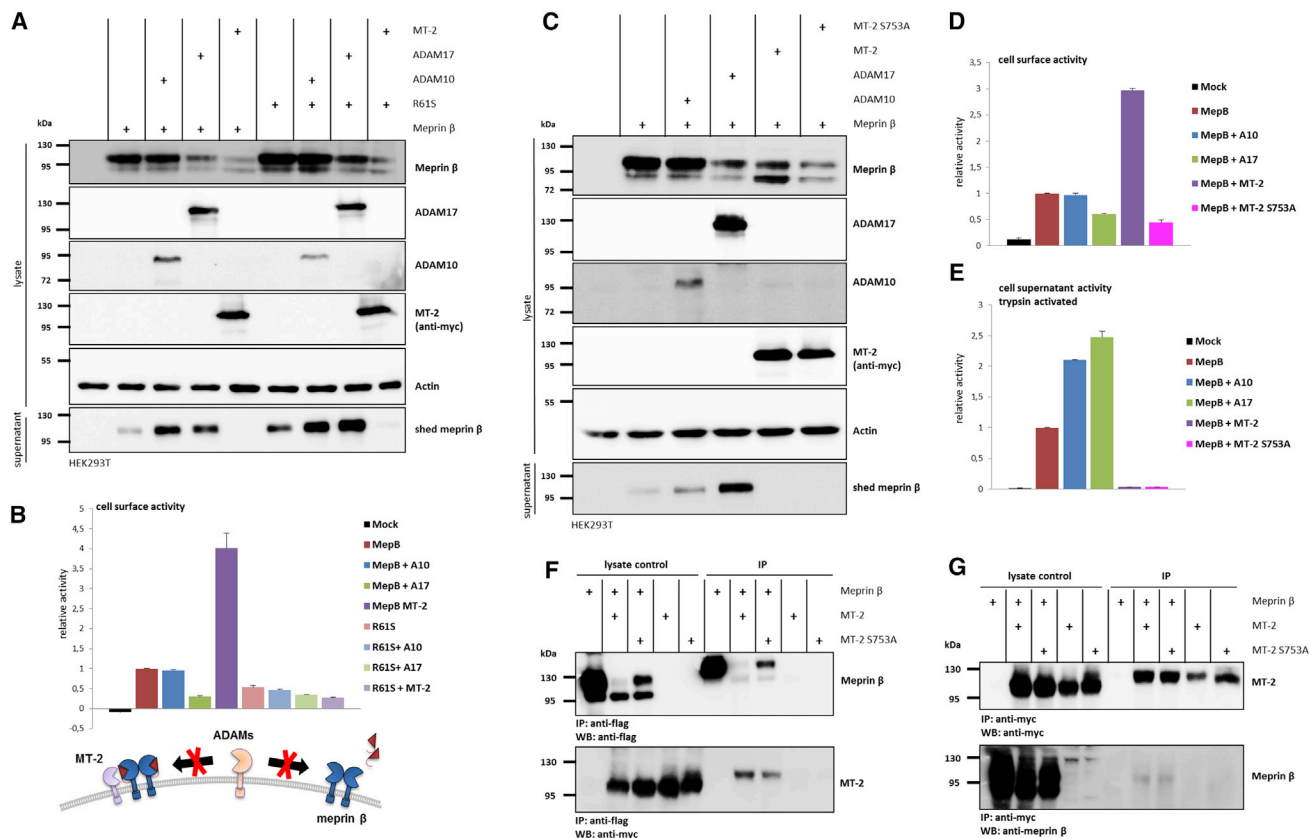 A
+ MT-2
+ + ADAM17
+ + ADAM10
+ + + + R61S
+ + + + Meprin β
kDa
lysate
130
95
Meprin β
130
95
ADAM17
95
72
ADAM10
130
95
MT-2
(anti-myc)
55
Actin
supernatant
130
95
shed meprin β
HEK293T
B
cell surface activity
relative activity
5
4,5
4
3,5
3
2,5
2
1,5
1
0,5
0
-0,5
Mock
MepB
MepB + A10
MepB + A17
MepB MT-2
R61S
R61S+ A10
R61S+ A17
R61S + MT-2
ADAMs
MT-2
meprin β
C
+ MT-2 S753A
+ MT-2
+ ADAM17
+ ADAM10
+ + + + + Meprin β
kDa
lysate
130
95
72
Meprin β
130
95
ADAM17
95
ADAM10
130
95
MT-2
(anti-myc)
55
Actin
supernatant
130
95
shed meprin β
HEK293T
D
cell surface activity
relative activity
3,5
3
2,5
2
1,5
1
0,5
0
Mock
MepB
MepB + A10
MepB + A17
MepB + MT-2
MepB + MT-2 S753A
E
cell supernatant activity
trypsin activated
relative activity
3
2,5
2
1,5
1
0,5
0
Mock
MepB
MepB + A10
MepB + A17
MepB + MT-2
MepB + MT-2 S753A
F
lysate control IP
+ + + + + + Meprin β
+ + + + MT-2
+ + + + MT-2 S753A
kDa
130
95
Meprin β
IP: anti-flag
WB: anti-flag
95
MT-2
IP: anti-flag
WB: anti-myc
G
lysate control IP
+ + + + + + Meprin β
+ + + + MT-2
+ + + + MT-2 S753A
kDa
130
95
MT-2
IP: anti-myc
WB: anti-myc
130
95
Meprin β
IP: anti-myc
WB: anti-meprin β